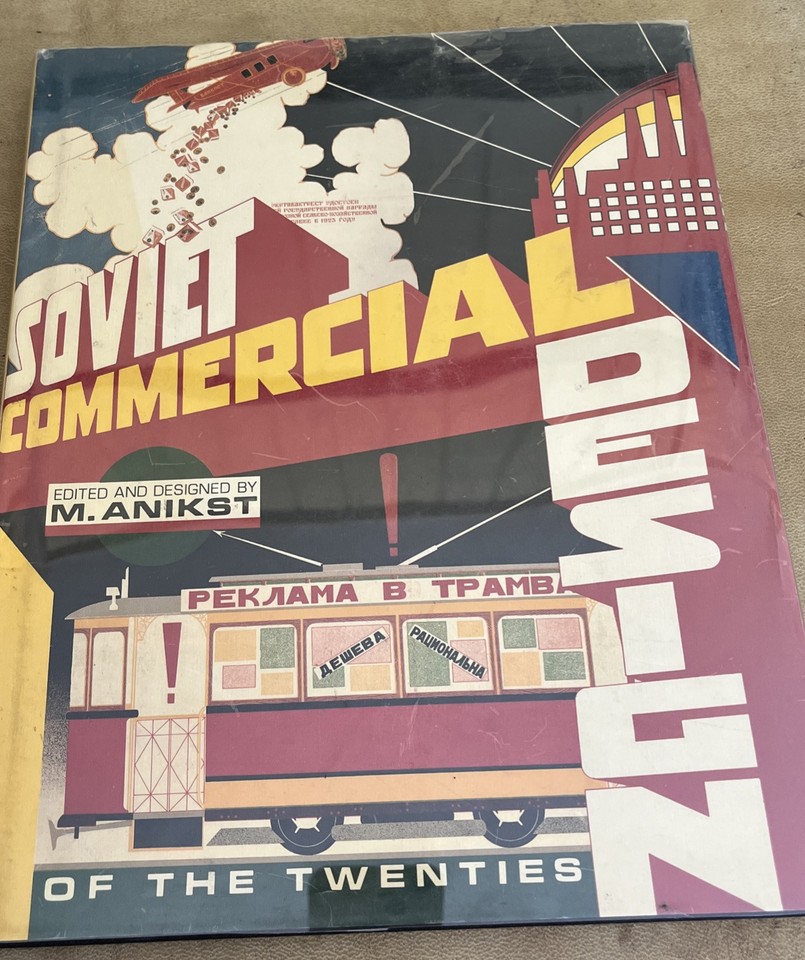 SOVIET
COMMERCIAL
DESIGN
EDITED AND DESIGNED BY
M. ANIKST
РЕКЛАМА В ТРАМВА
ДЕШЕВА
РАЦИОНАЛЬНА
OF THE TWENTIES